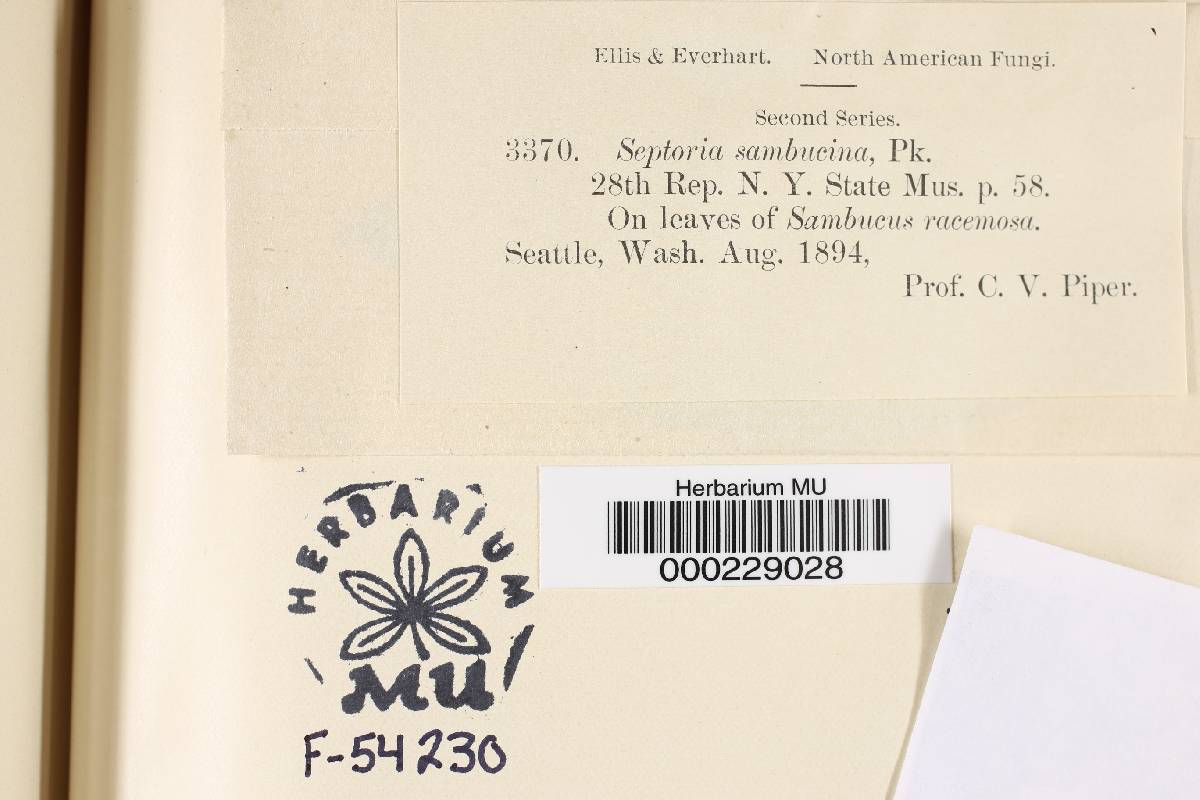 Ellis & Everhart. North American Fungi.
Second Series.
3370. Septoria sambucina, Pk.
28th Rep. N. Y. State Mus. p. 58.
On leaves of Sambucus racemosa.
Seattle, Wash. Aug. 1894,
Prof. C. V. Piper.
Herbarium MU
000229028
HERBARIUM
MU
F-54230